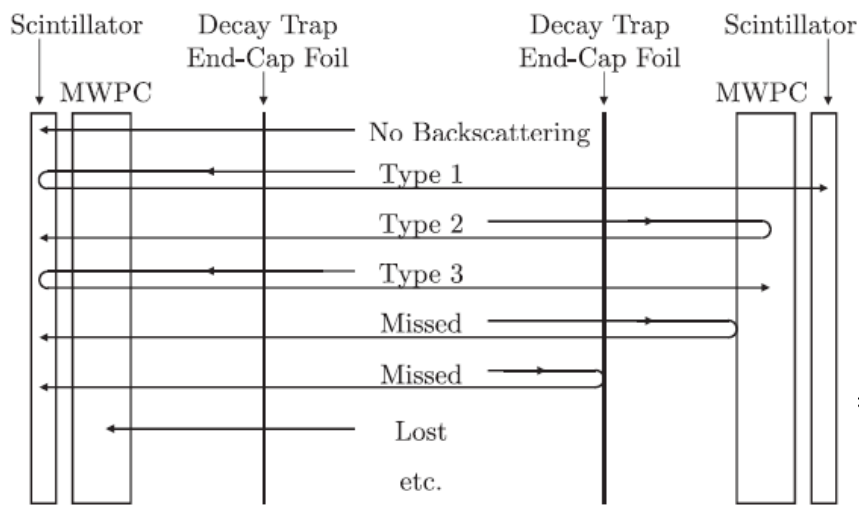 Scintillator
Decay Trap
End-Cap Foil
Decay Trap
End-Cap Foil
Scintillator
MWPC
MWPC
No Backscattering
Type 1
Type 2
Type 3
Missed
Missed
Lost
etc.